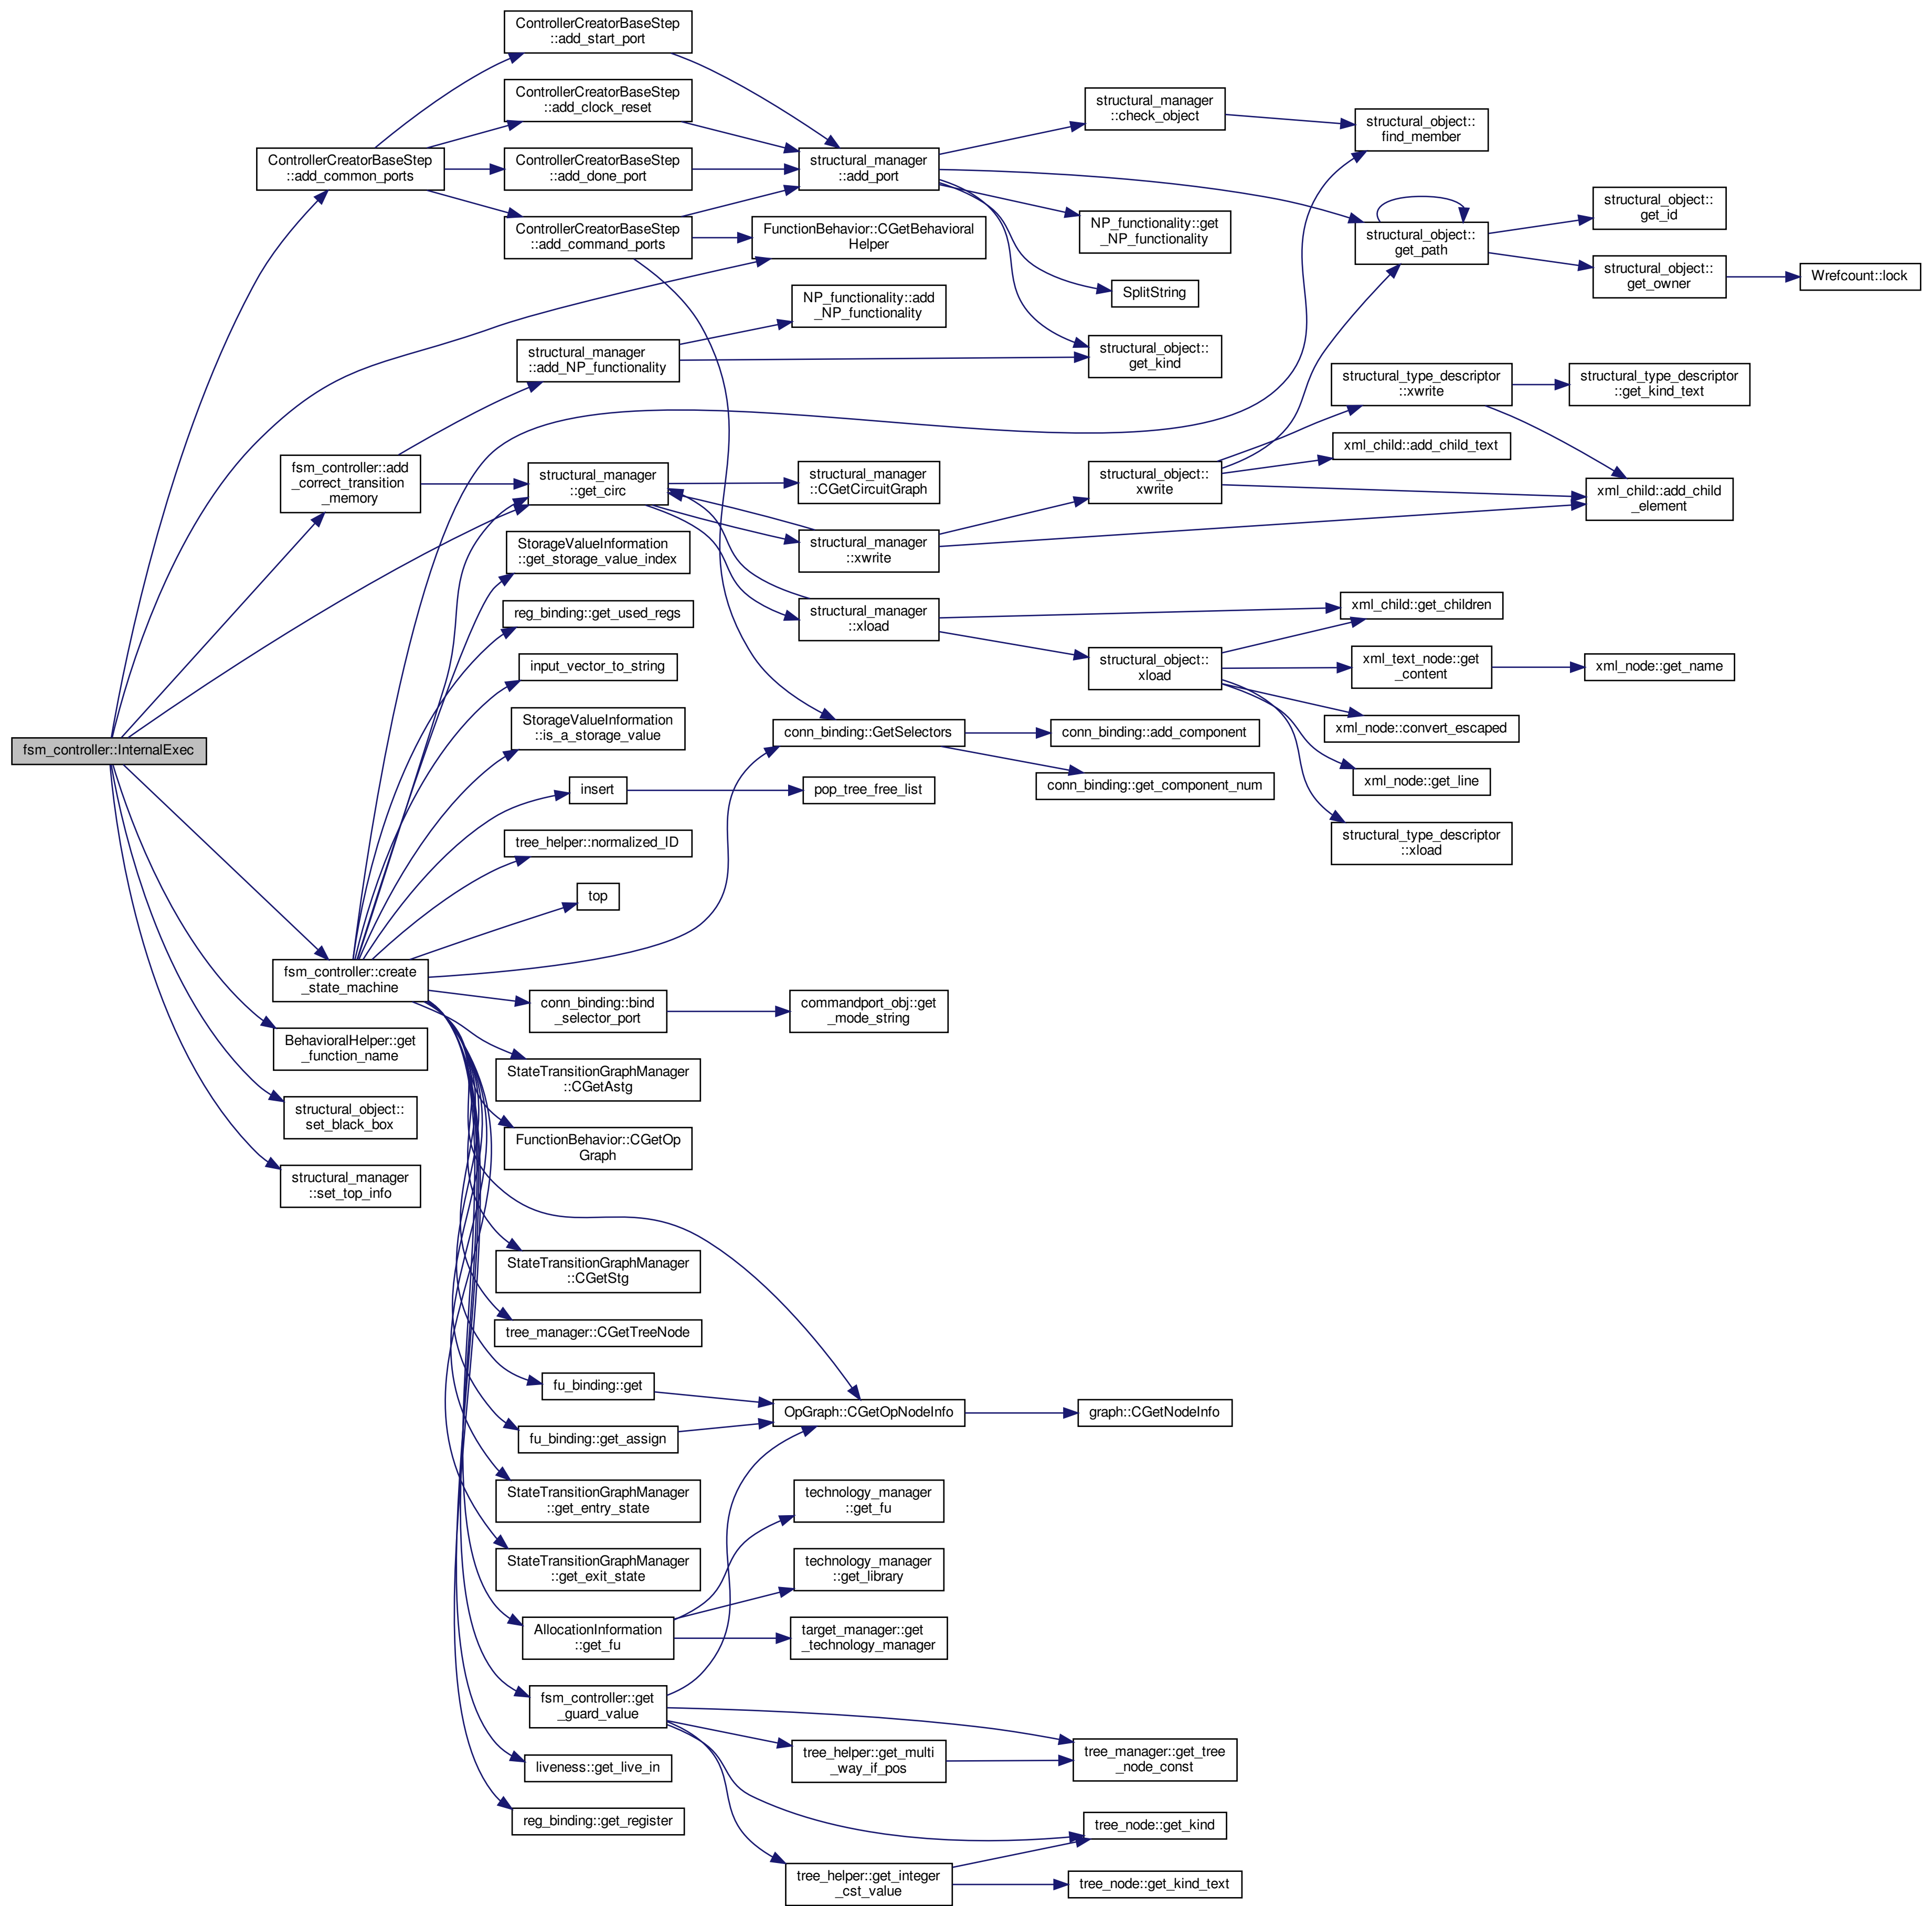 fsm_controller::InternalExec
ControllerCreatorBaseStep
::add_common_ports
fsm_controller::add
_correct_transition
_memory
fsm_controller::create
_state_machine
BehavioralHelper::get
_function_name
structural_object::
set_black_box
structural_manager
::set_top_info
ControllerCreatorBaseStep
::add_start_port
ControllerCreatorBaseStep
::add_clock_reset
ControllerCreatorBaseStep
::add_done_port
ControllerCreatorBaseStep
::add_command_ports
structural_manager
::add_NP_functionality
structural_manager
::get_circ
StorageValueInformation
::get_storage_value_index
reg_binding::get_used_regs
input_vector_to_string
StorageValueInformation
::is_a_storage_value
insert
tree_helper::normalized_ID
top
conn_binding::bind
_selector_port
StateTransitionGraphManager
::CGetAstg
FunctionBehavior::CGetOp
Graph
StateTransitionGraphManager
::CGetStg
tree_manager::CGetTreeNode
fu_binding::get
fu_binding::get_assign
StateTransitionGraphManager
::get_entry_state
StateTransitionGraphManager
::get_exit_state
AllocationInformation
::get_fu
fsm_controller::get
_guard_value
liveness::get_live_in
reg_binding::get_register
structural_manager
::add_port
FunctionBehavior::CGetBehavioral
Helper
NP_functionality::add
_NP_functionality
structural_manager
::CGetCircuitGraph
structural_manager
::xwrite
structural_manager
::xload
conn_binding::GetSelectors
pop_tree_free_list
commandport_obj::get
_mode_string
OpGraph::CGetOpNodeInfo
technology_manager
::get_fu
technology_manager
::get_library
target_manager::get
_technology_manager
tree_helper::get_multi
_way_if_pos
tree_helper::get_integer
_cst_value
structural_manager
::check_object
NP_functionality::get
_NP_functionality
SplitString
structural_object::
get_kind
structural_object::
xwrite
structural_object::
xload
conn_binding::add_component
conn_binding::get_component_num
graph::CGetNodeInfo
tree_manager::get_tree
_node_const
tree_node::get_kind
tree_node::get_kind_text
structural_object::
find_member
structural_object::
get_path
structural_type_descriptor
::xwrite
xml_child::add_child_text
xml_child::get_children
xml_text_node::get
_content
xml_node::convert_escaped
xml_node::get_line
structural_type_descriptor
::xload
structural_object::
get_id
structural_object::
get_owner
structural_type_descriptor
::get_kind_text
xml_child::add_child
_element
xml_node::get_name
Wrefcount::lock